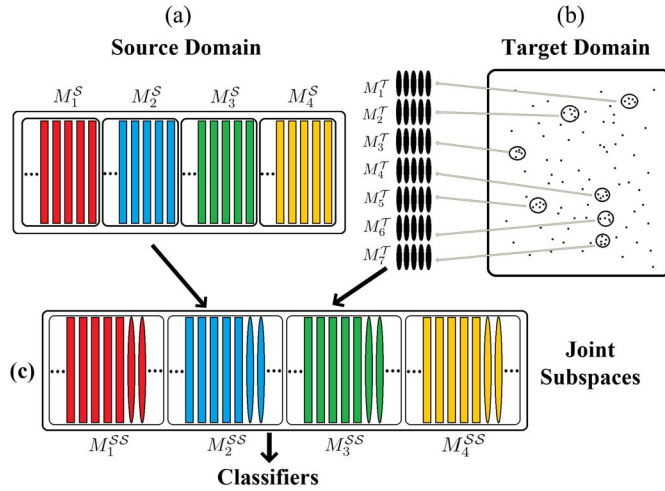 (a)
(b)
Source Domain
Target Domain
M_1^S M_2^S M_3^S M_4^S
M_1^T
M_2^T
M_3^T
M_4^T
M_5^T
M_6^T
M_7^T
(c)
Joint
Subspaces
M_1^{SS} M_2^{SS} M_3^{SS} M_4^{SS}
Classifiers